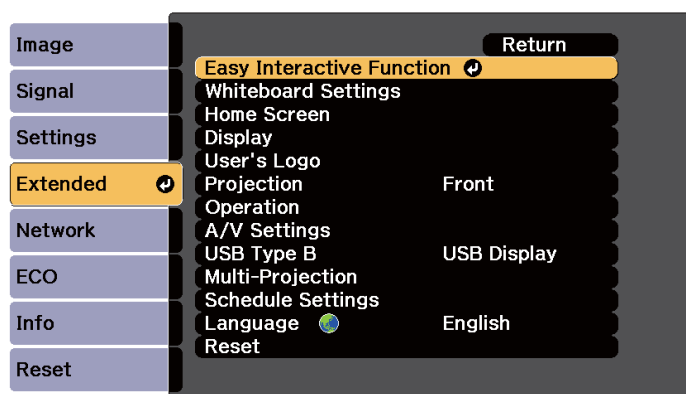 Image
Signal
Settings
Extended
Network
ECO
Info
Reset
Return
Easy Interactive Function
Whiteboard Settings
Home Screen
Display
User's Logo
Projection Front
Operation
A/V Settings
USB Type B USB Display
Multi-Projection
Schedule Settings
Language English
Reset